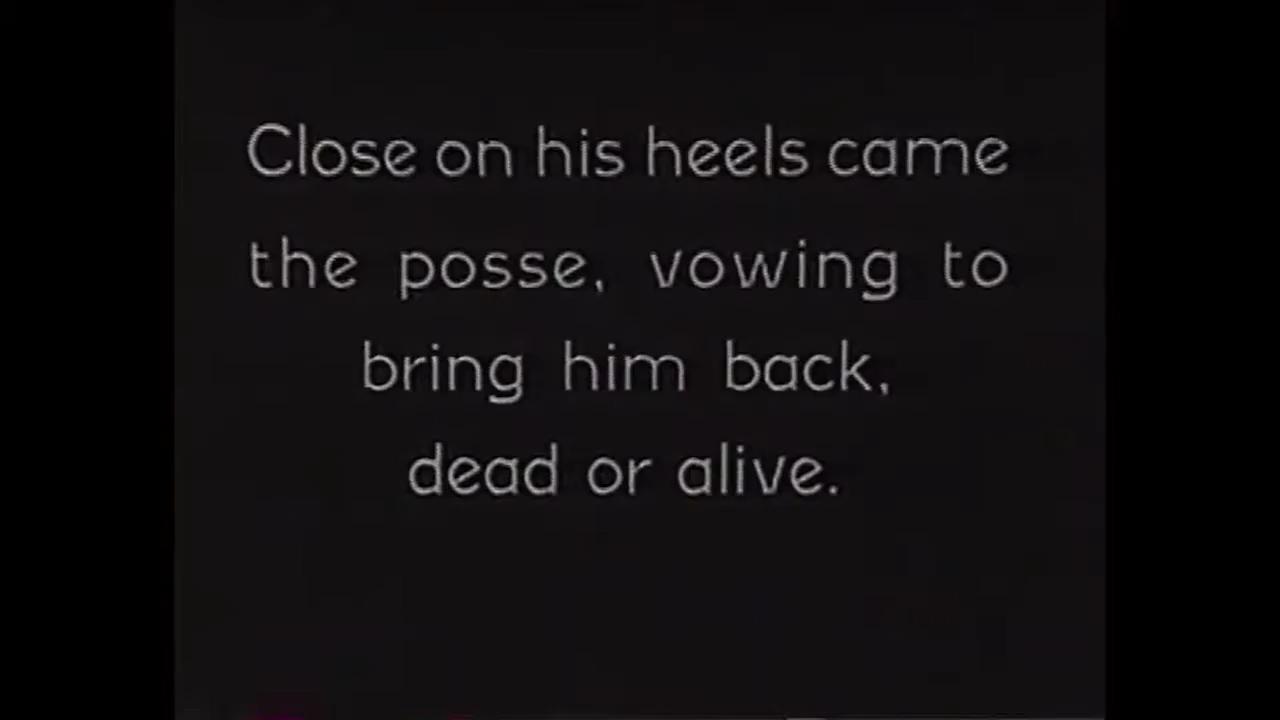 Close on his heels came
the posse, vowing to
bring him back,
dead or alive.